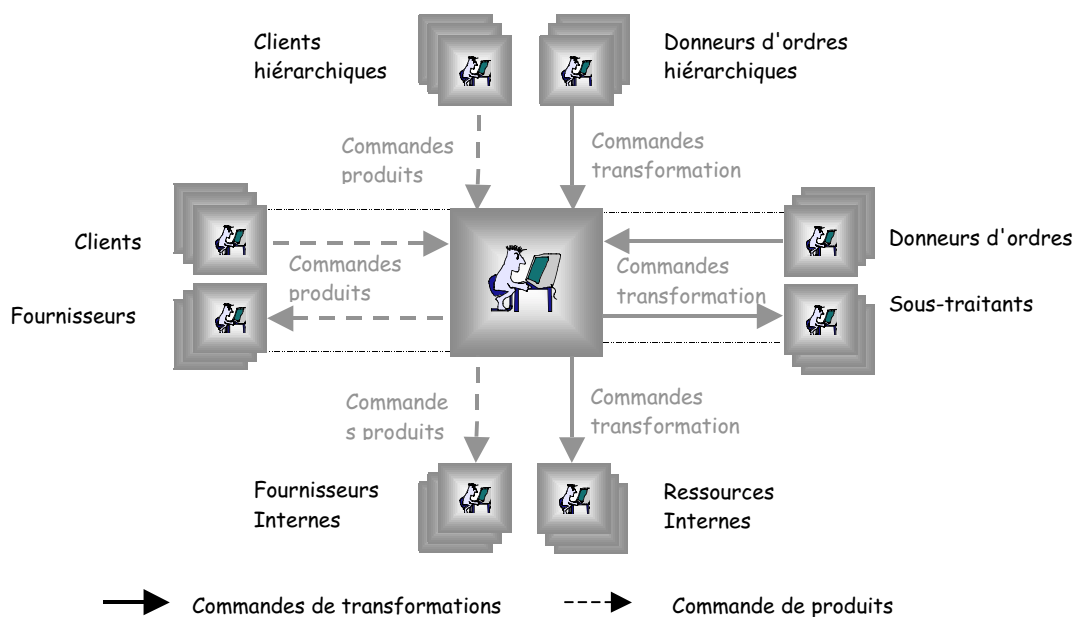 Clients
hiérarchiques
Donneurs d'ordres
hiérarchiques
Commandes
produits
Commandes
transformation
Clients
Commandes
produits
Commandes
transformation
Donneurs d'ordres
Fournisseurs
Sous-traitants
Commande
s produits
Commandes
transformation
Fournisseurs
Internes
Ressources
Internes
Commandes de transformations
Commande de produits